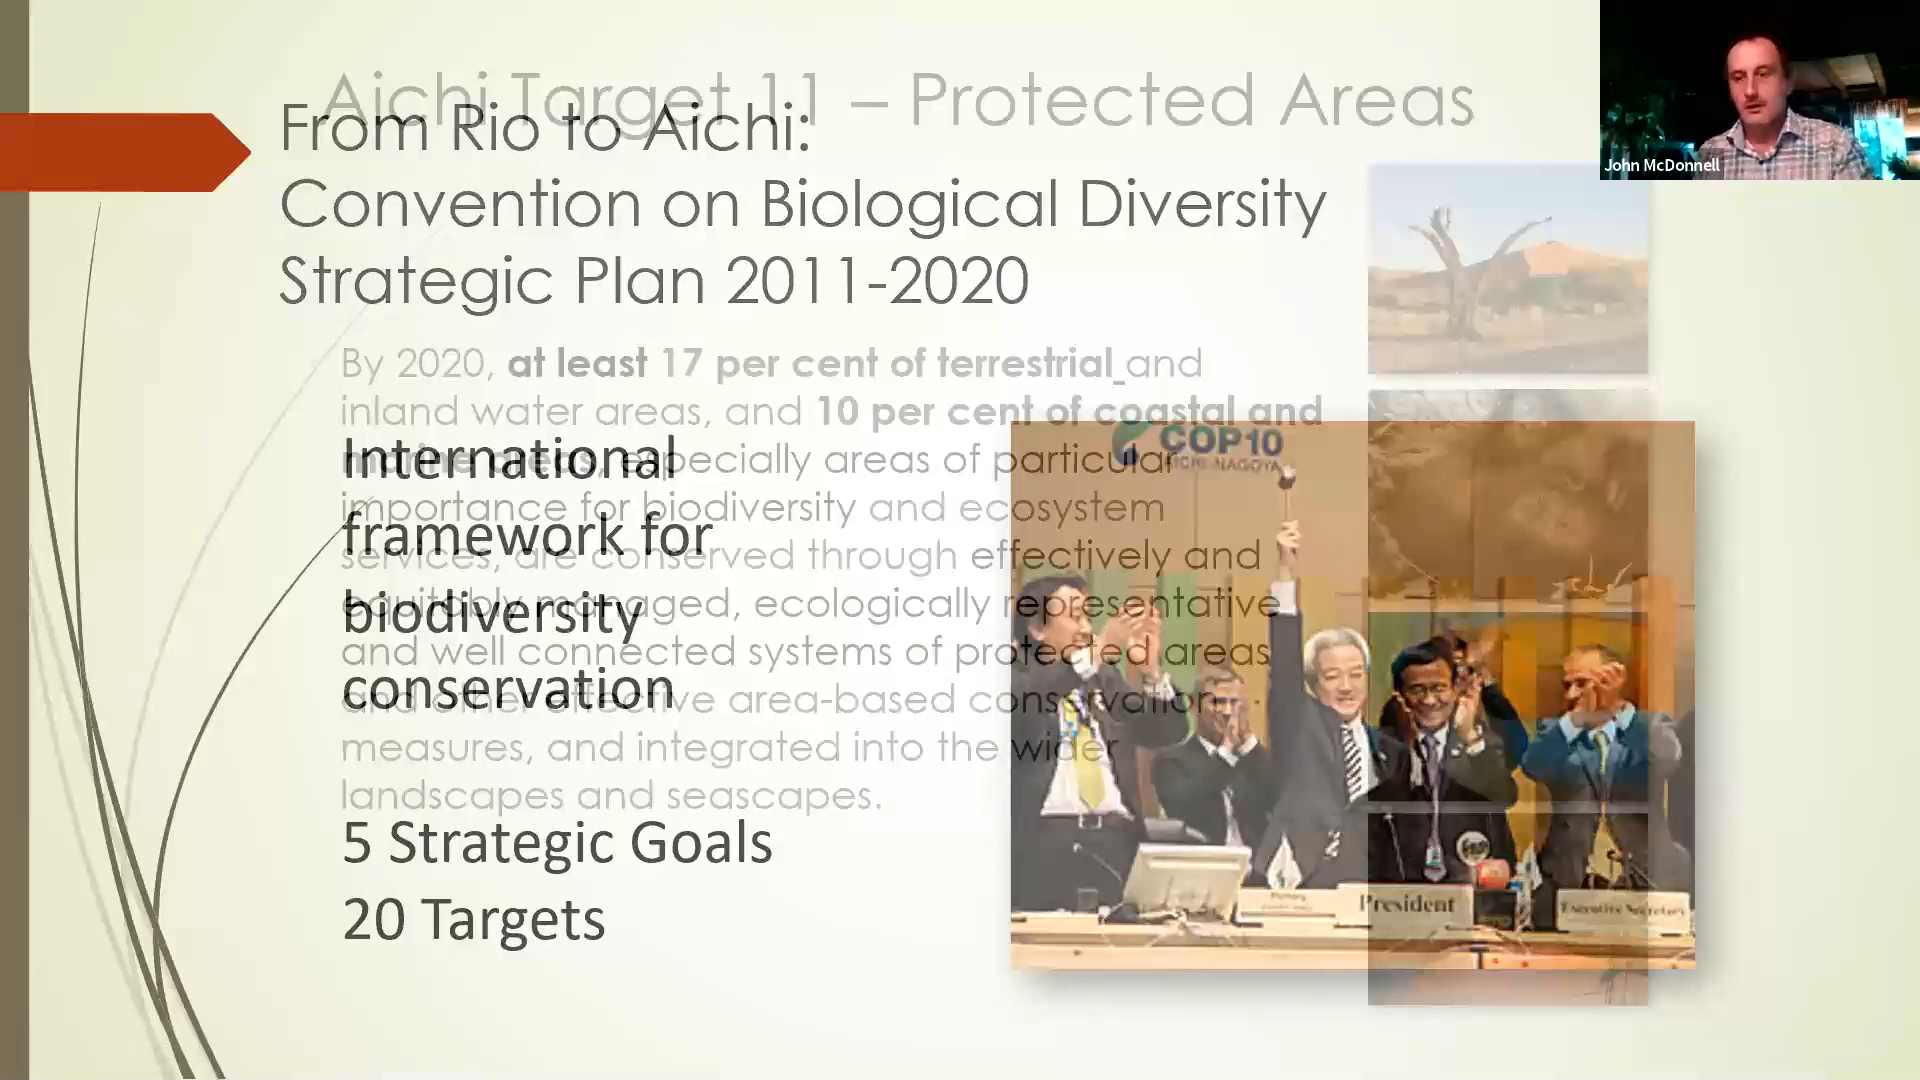 Aichi Target 11 – Protected Areas
From Rio to Aichi:
Convention on Biological Diversity
Strategic Plan 2011-2020
By 2020, at least 17 per cent of terrestrial and
inland water areas, and 10 per cent of coastal and
especially areas of particular
importance for biodiversity and ecosystem
services, are conserved through effectively and
equitably managed, ecologically representative
and well connected systems of protected areas
and other effective area-based conservation
measures, and integrated into the wider
landscapes and seascapes.
International
framework for
biodiversity
conservation
5 Strategic Goals
20 Targets
COP10
AICHI-NAGOYA
President
Executive Secretary
John McDonnell